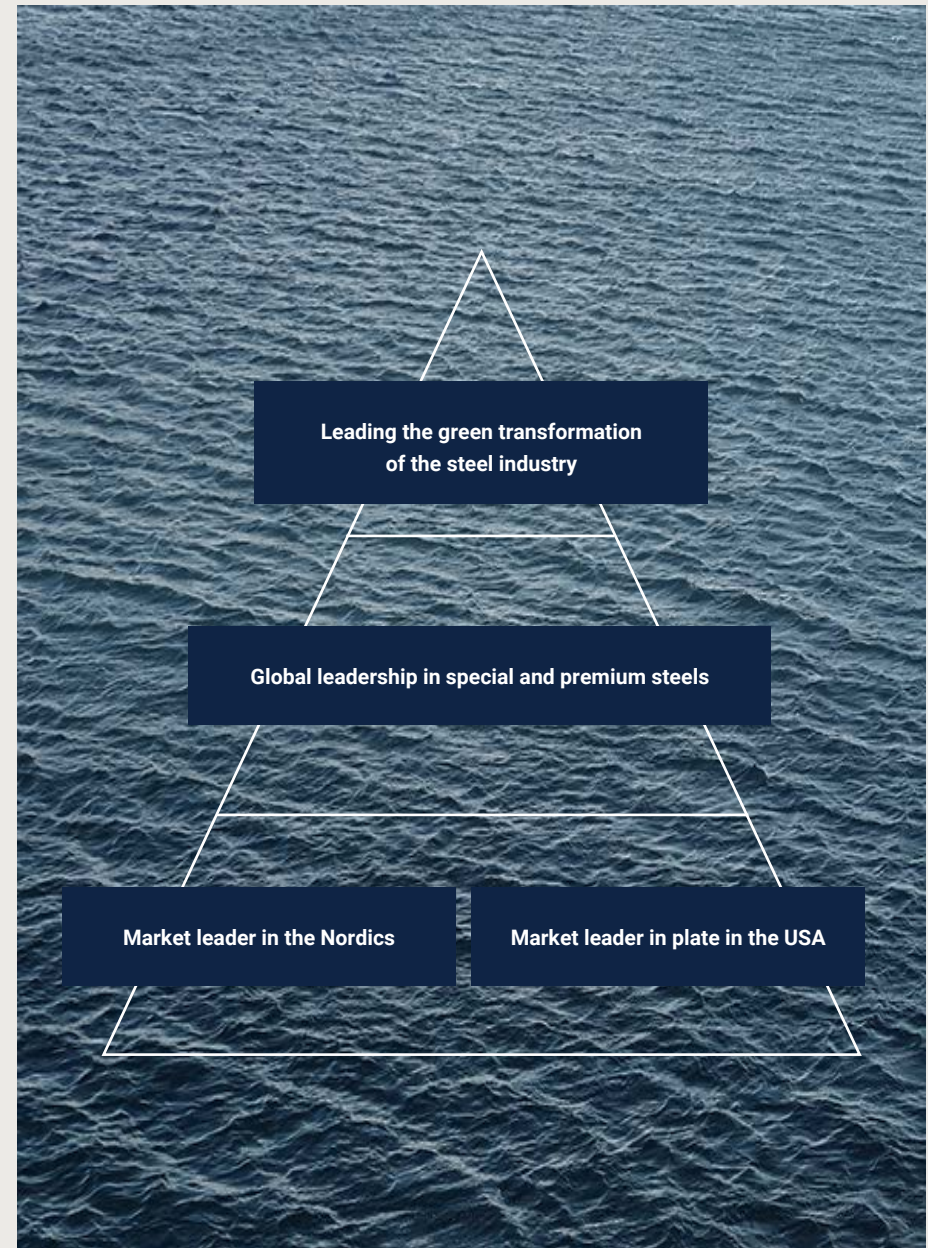 Leading the green transformation
of the steel industry
Global leadership in special and premium steels
Market leader in the Nordics
Market leader in plate in the USA